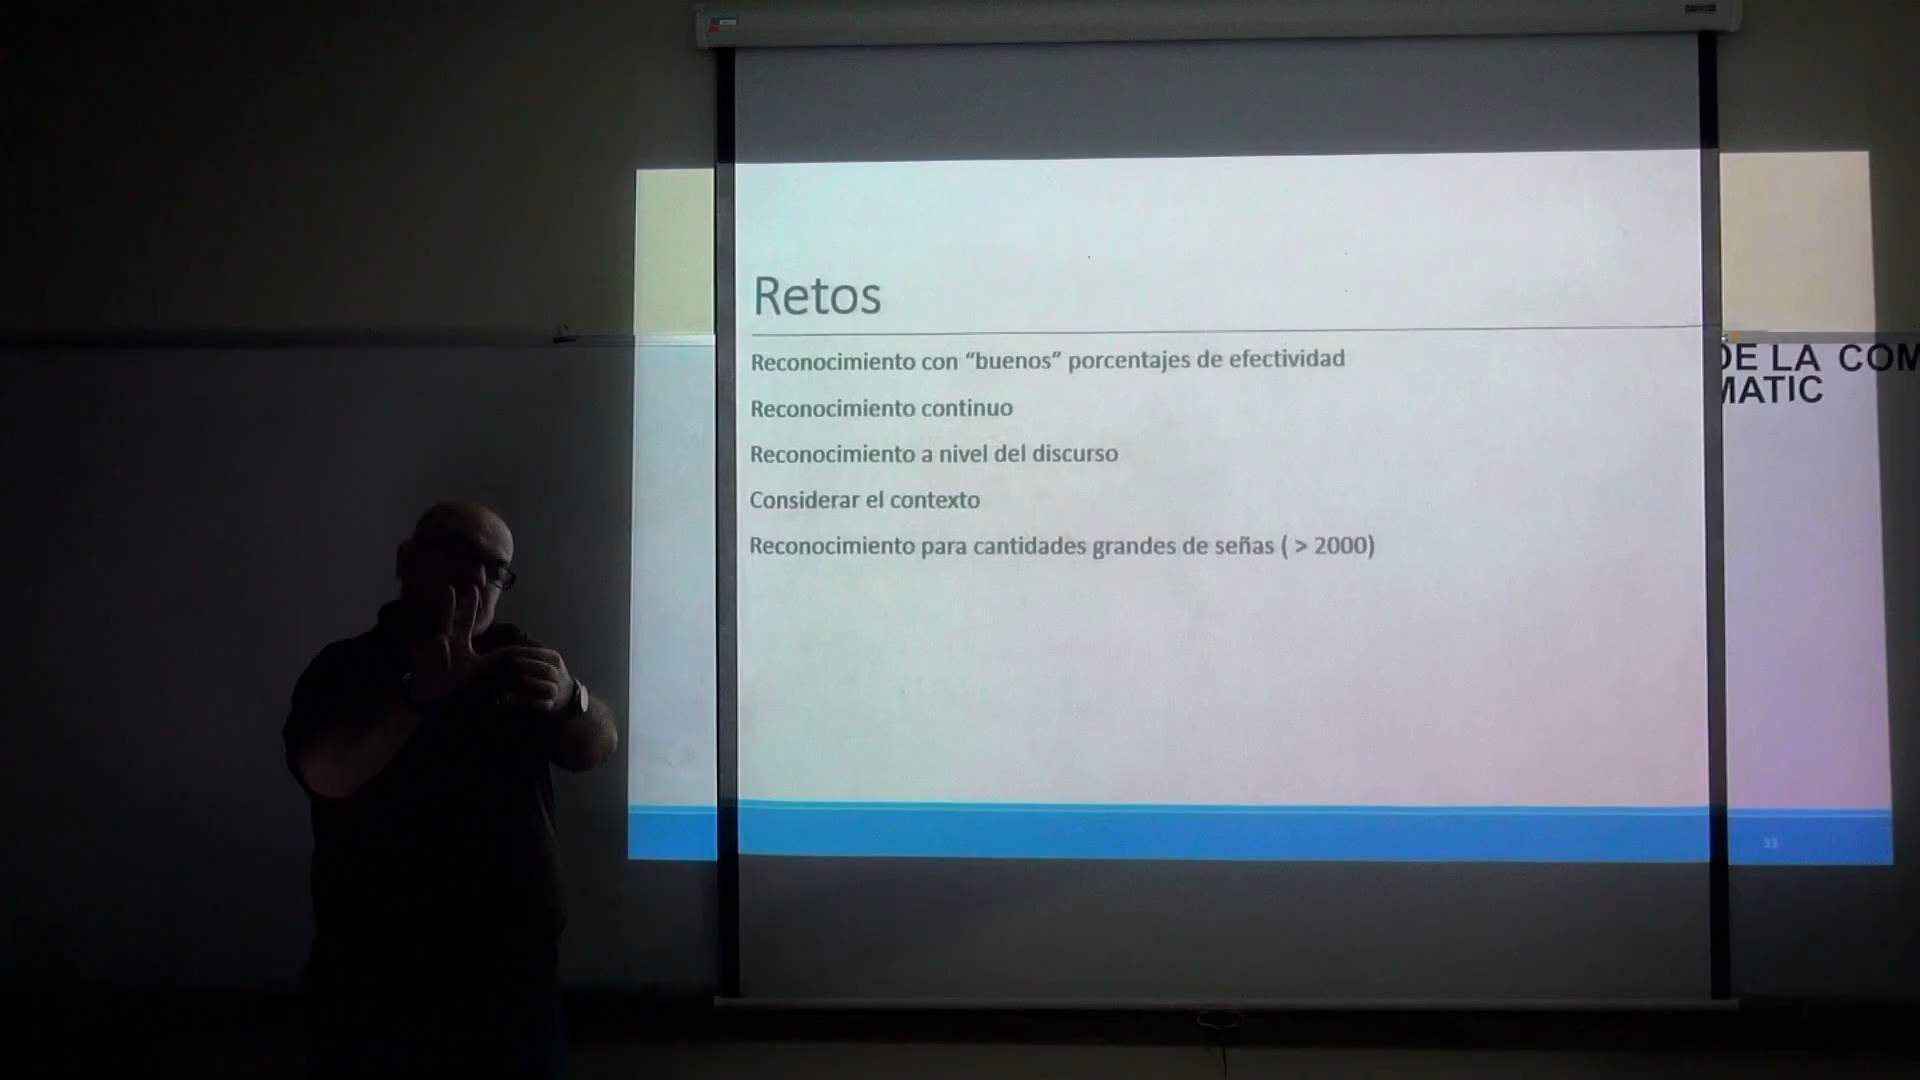 Retos
Reconocimiento con “buenos” porcentajes de efectividad
Reconocimiento continuo
Reconocimiento a nivel del discurso
Considerar el contexto
Reconocimiento para cantidades grandes de señas ( > 2000)
DE LA COM
MATIC
33